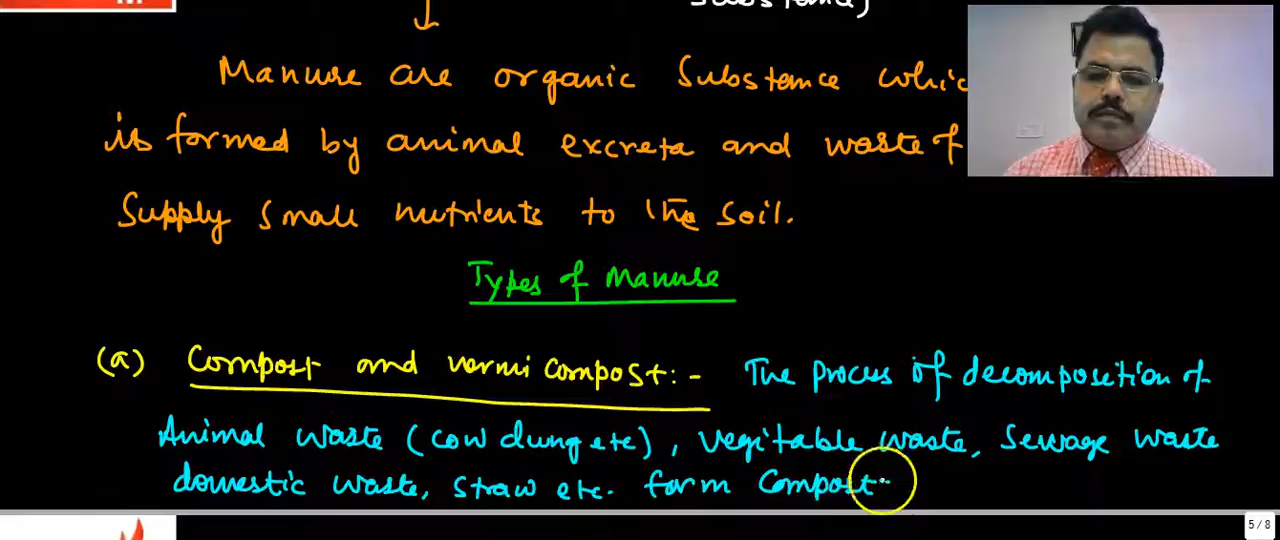 Substance)
Manure are organic Substance whic
is formed by animal excreta and waste of
Supply small nutrients to the soil.
Types of Manure
(a) Compost and vermi compost:- The process of decomposition of
Animal waste (cow dung etc), vegitable waste, Sewage waste
domestic waste, straw etc. form Compost
5/8